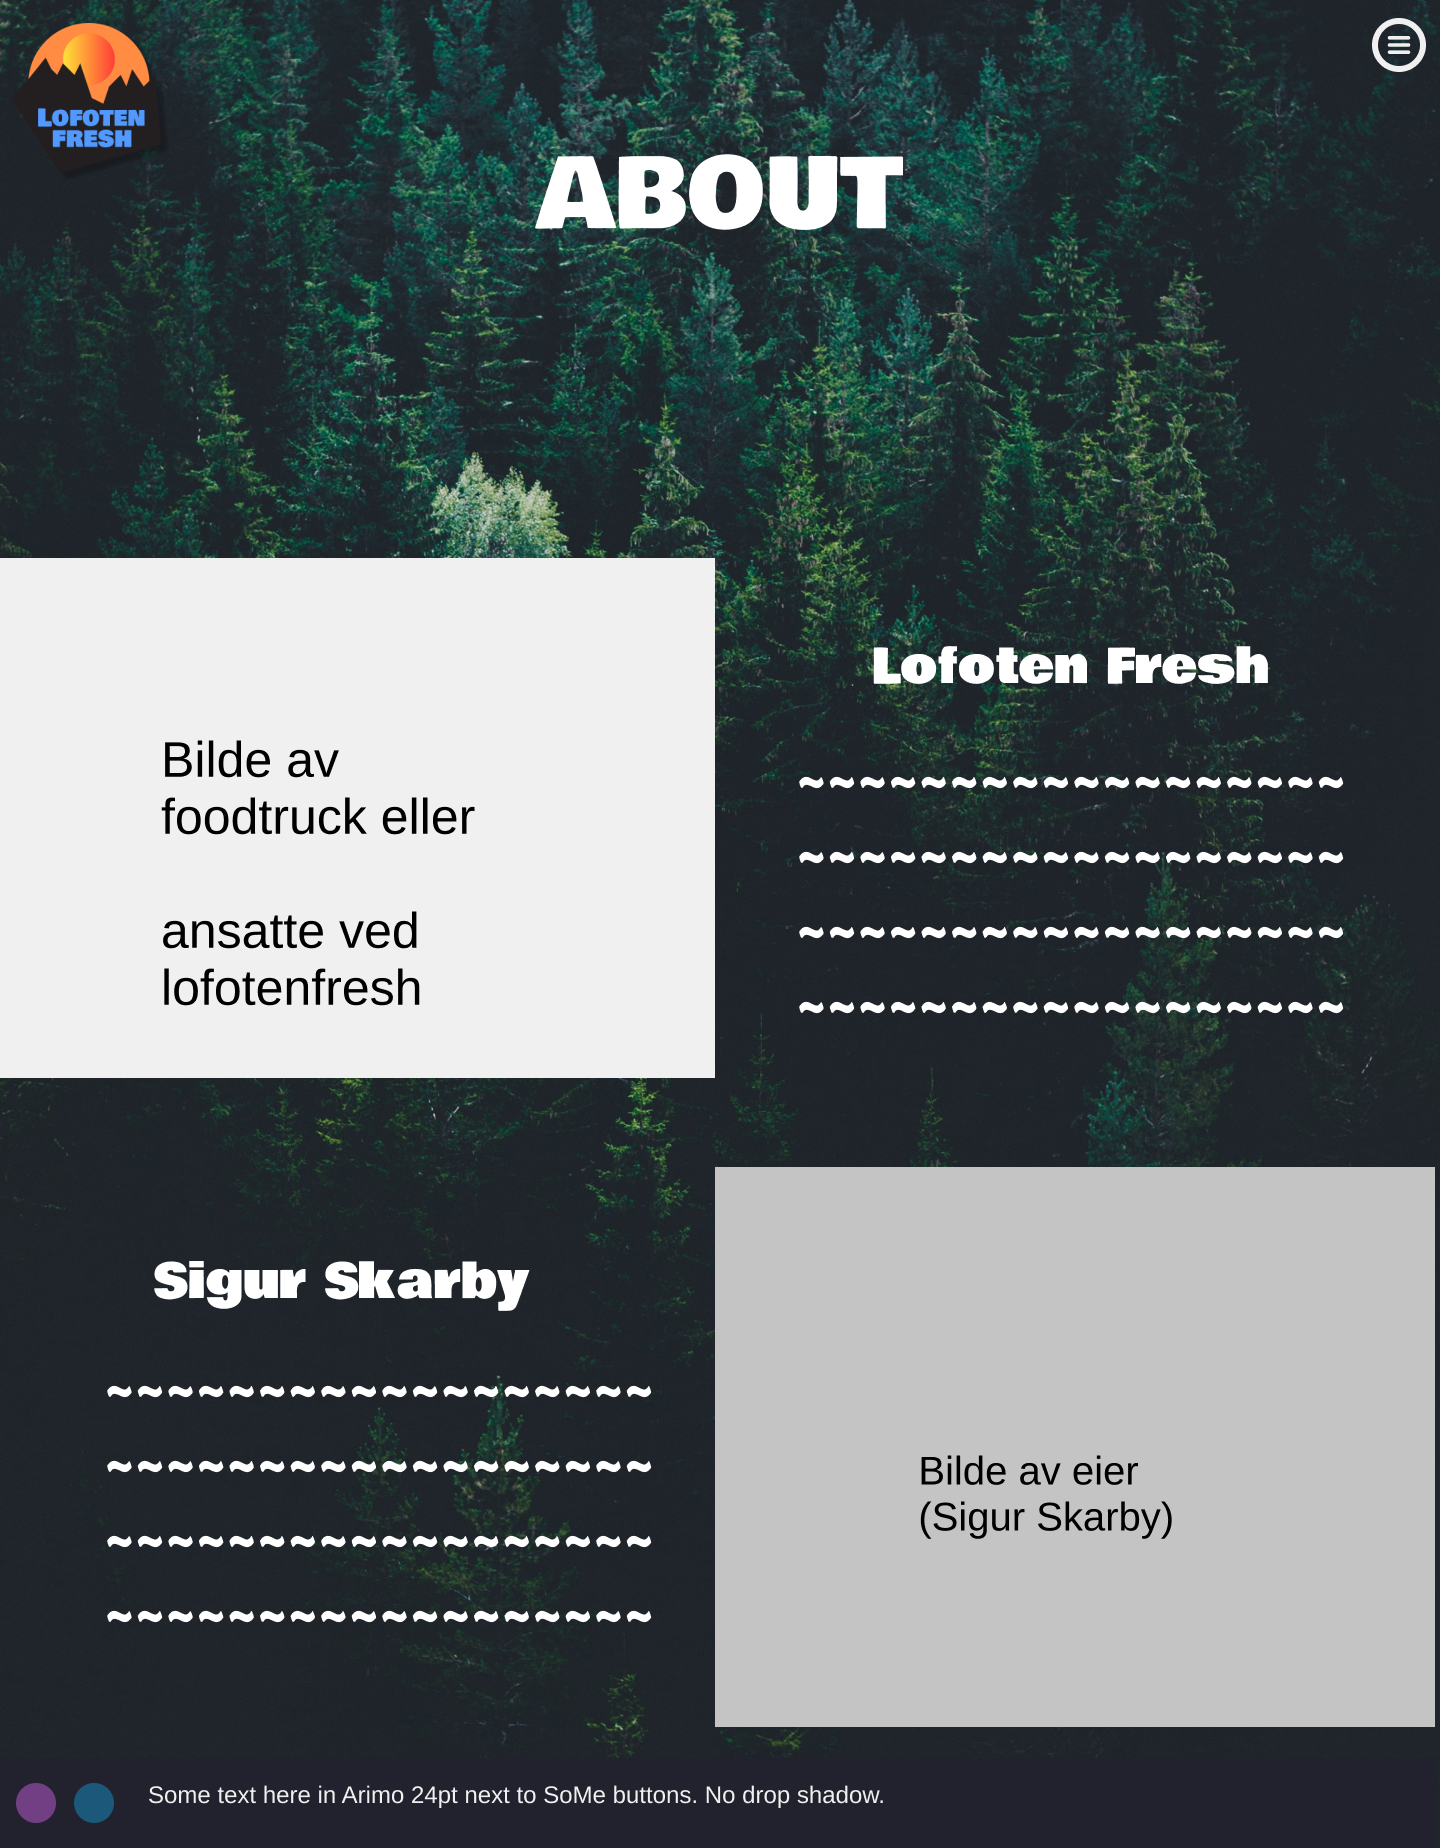 LOFOTEN
FRESH
ABOUT
Bilde av
foodtruck eller
ansatte ved
lofotenfresh
Lofoten Fresh
~~~~~~~~~~~~~~~~~~
~~~~~~~~~~~~~~~~~~
~~~~~~~~~~~~~~~~~~
~~~~~~~~~~~~~~~~~~
Sigur Skarby
~~~~~~~~~~~~~~~~~~
~~~~~~~~~~~~~~~~~~
~~~~~~~~~~~~~~~~~~
~~~~~~~~~~~~~~~~~~
Bilde av eier
(Sigur Skarby)
Some text here in Arimo 24pt next to SoMe buttons. No drop shadow.